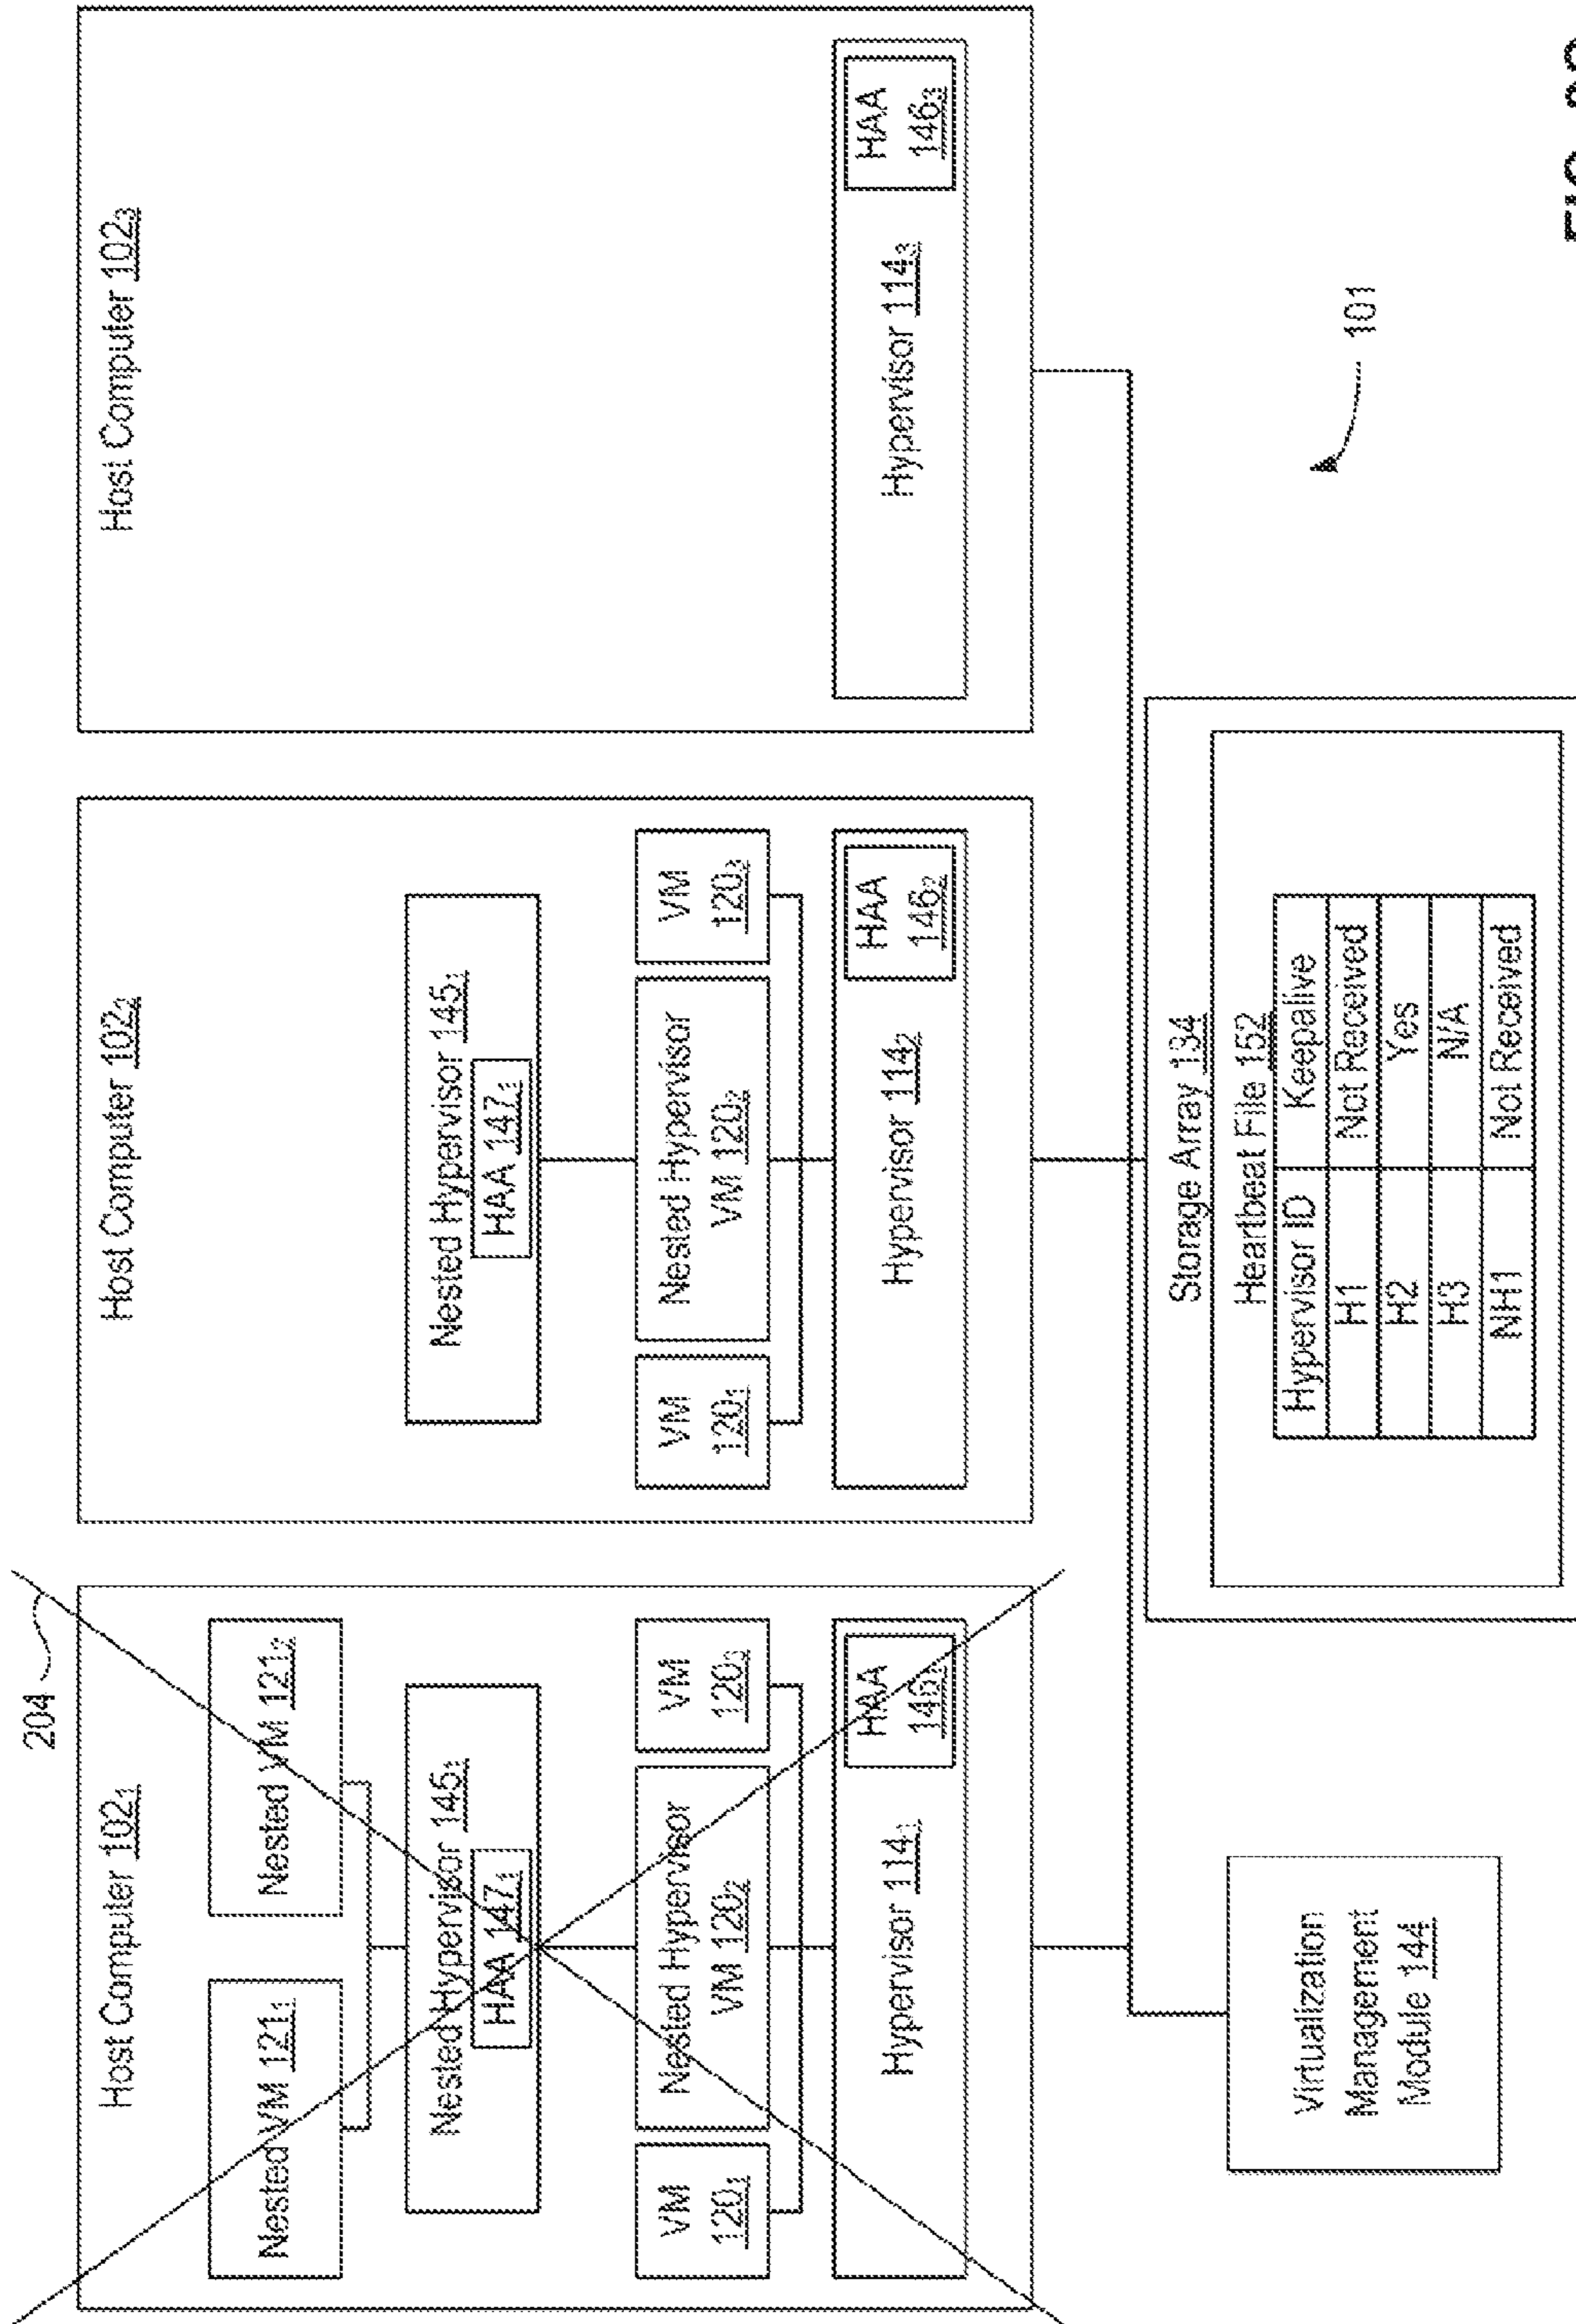 204
Host Computer 102₁
Nested VM 121₁
Nested VM 121₂
Nested Hypervisor 145₁
HAA 147₁
VM
120₁
Nested Hypervisor
VM 120₂
VM
120₃
Hypervisor 114₁
HAA
146₁
Host Computer 102₂
Nested Hypervisor 145₁
HAA 147₁
VM
120₁
Nested Hypervisor
VM 120₂
VM
120₃
Hypervisor 114₂
HAA
146₂
Host Computer 102₃
Hypervisor 114₃
HAA
146₃
Virtualization
Management
Module 144
Storage Array 134
Heartbeat File 152
Hypervisor ID Keepalive
H1 Not Received
H2 Yes
H3 N/A
NH1 Not Received
101